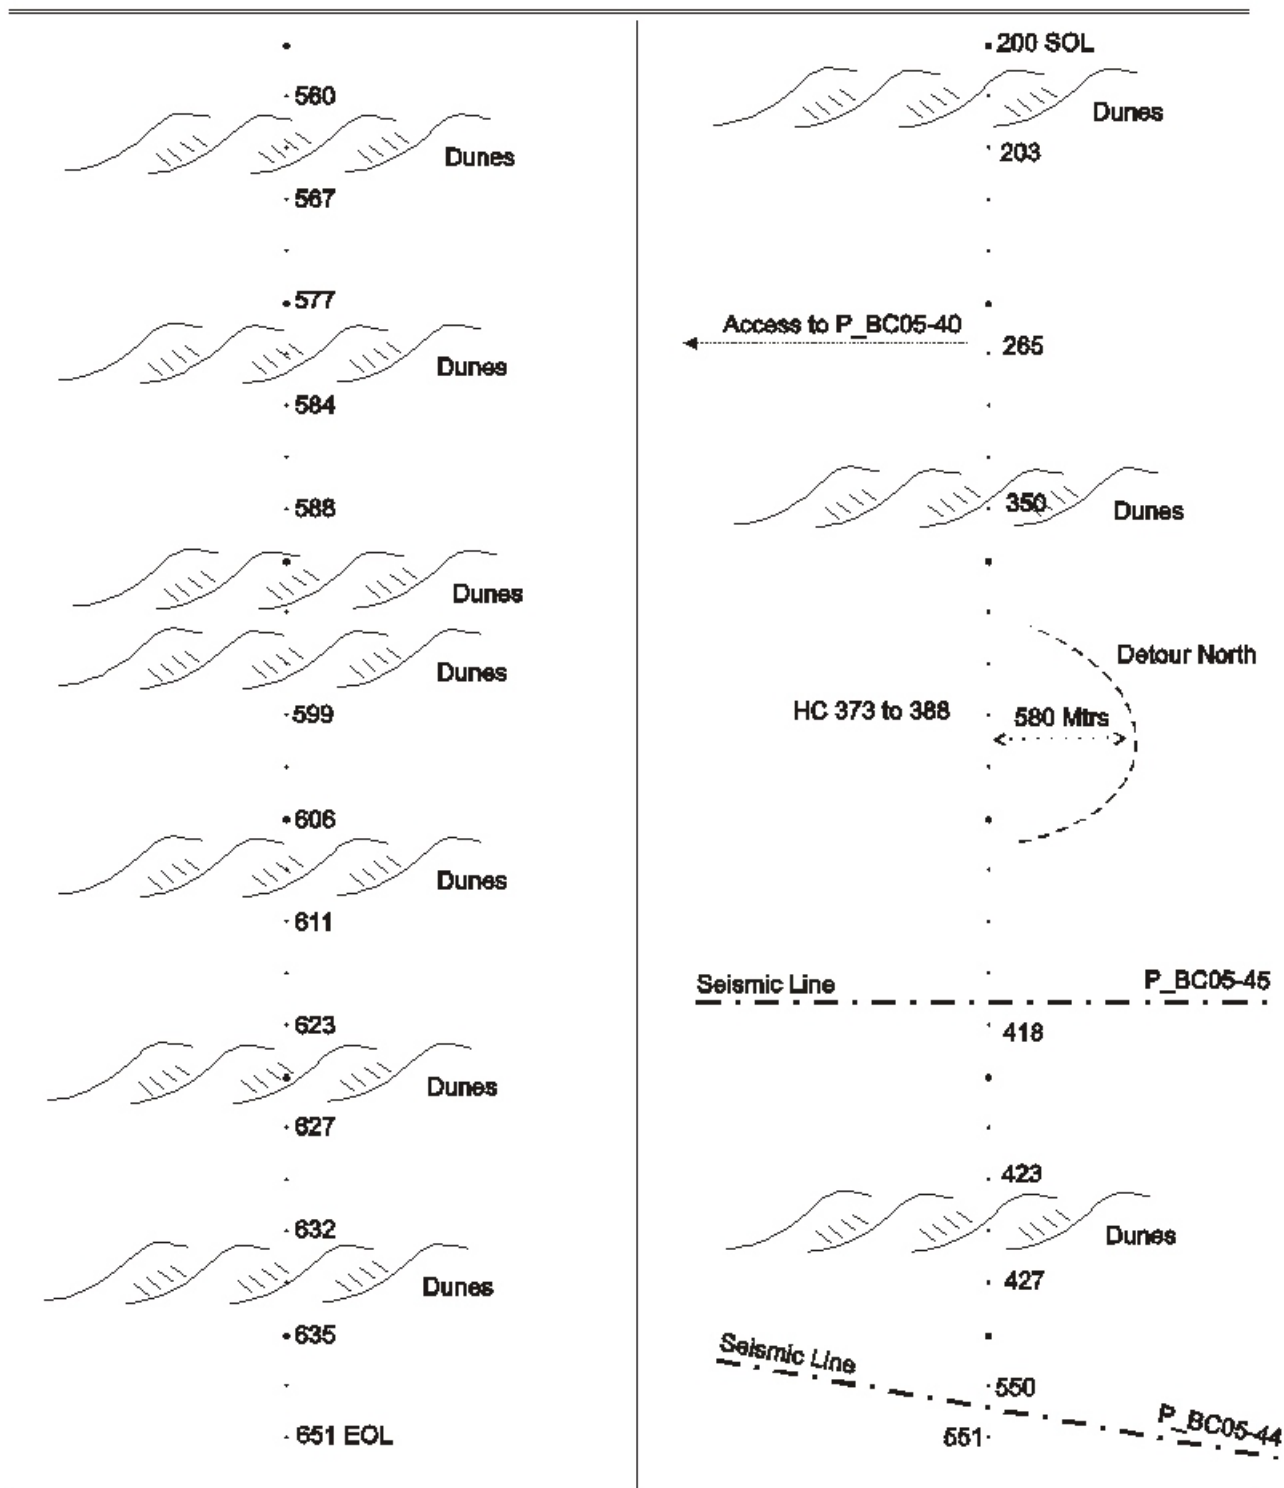 560
Dunes
567
577
Dunes
584
588
Dunes
Dunes
599
606
Dunes
611
623
Dunes
627
632
Dunes
635
651 EOL
200 SOL
Dunes
203
Access to P_BC05-40
265
350
Dunes
Detour North
HC 373 to 388
580 Mtrs
Seismic Line
P_BC05-45
418
423
Dunes
427
Seismic Line
550
P_BC05-44
551